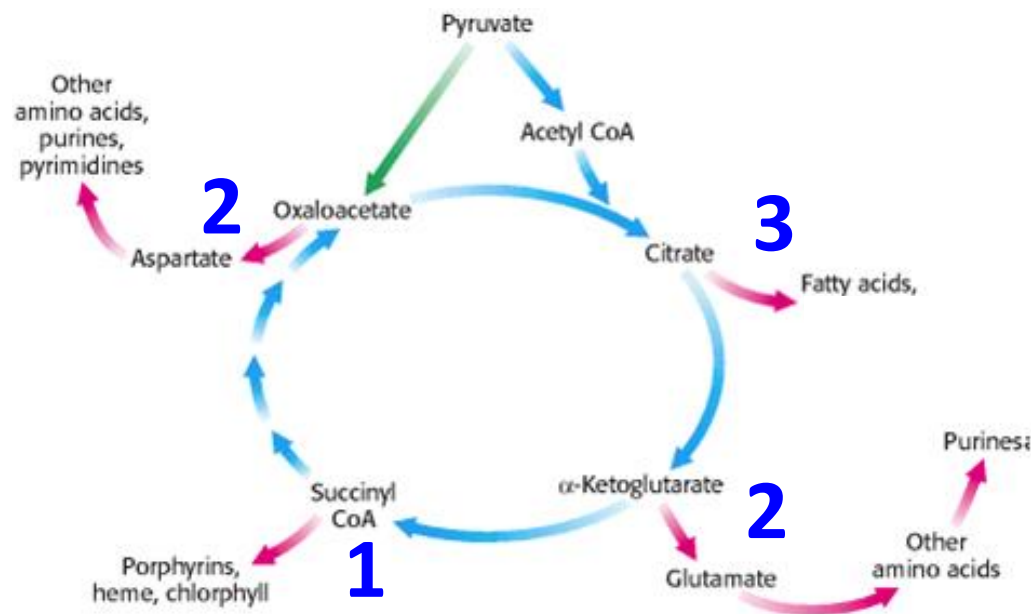 Pyruvate
Other
amino acids,
purines,
pyrimidines
Acetyl CoA
2
Oxaloacetate
3
Aspartate
Citrate
Fatty acids,
Purines
Succinyl
CoA
α-Ketoglutarate
2
1
Porphyrins,
heme, chlorphyll
Glutamate
Other
amino acids